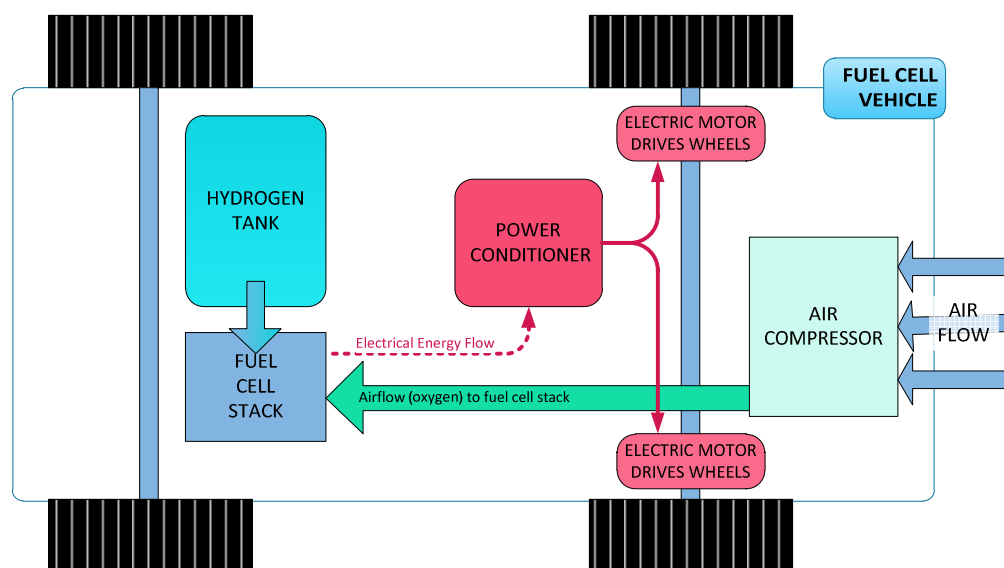 FUEL CELL
VEHICLE
ELECTRIC MOTOR
DRIVES WHEELS
HYDROGEN
TANK
POWER
CONDITIONER
AIR
COMPRESSOR
AIR
FLOW
Electrical Energy Flow
FUEL
CELL
STACK
Airflow (oxygen) to fuel cell stack
ELECTRIC MOTOR
DRIVES WHEELS